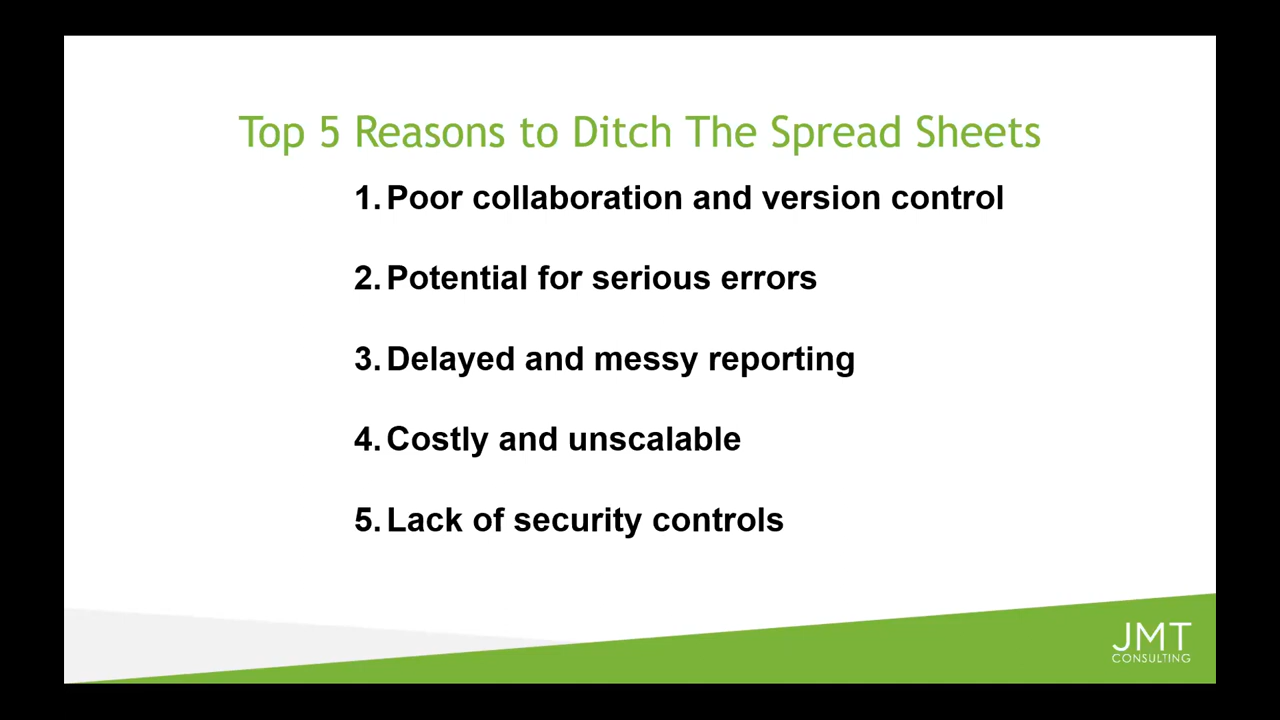 Top 5 Reasons to Ditch The Spread Sheets
1. Poor collaboration and version control
2. Potential for serious errors
3. Delayed and messy reporting
4. Costly and unscalable
5. Lack of security controls
JMT
CONSULTING